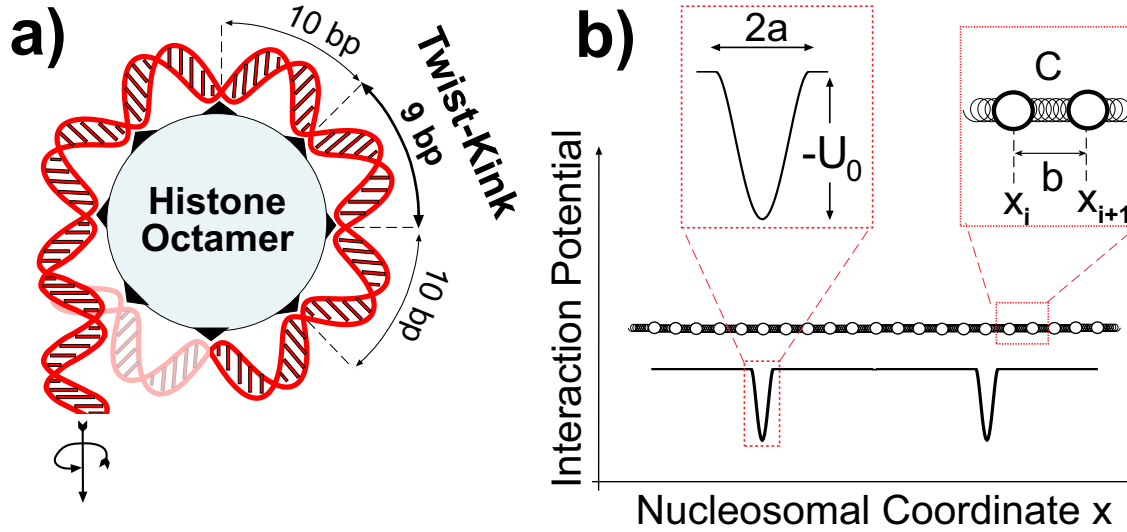 a)
10 bp
Twist-Kink
9 bp
10 bp
Histone
Octamer
b)
2a
-U₀
C
b
xᵢ
xᵢ₊₁
Interaction Potential
Nucleosomal Coordinate x